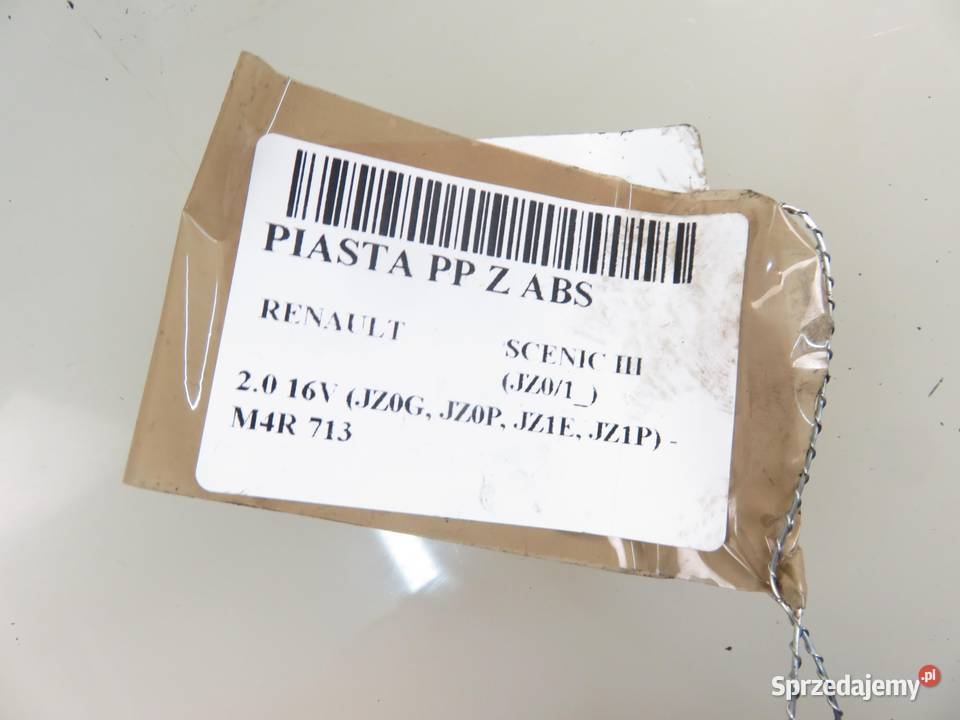 PIASTA PP Z ABS
RENAULT
SCENIC III
(JZ0/1_)
2.0 16V (JZ0G, JZ0P, JZ1E, JZ1P) -
M4R 713
Sprzedajemy.pl